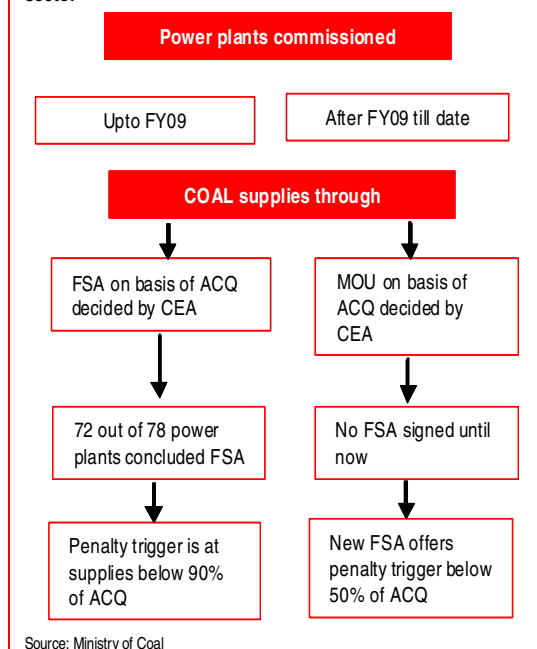 Power plants commissioned
Upto FY09
After FY09 till date
COAL supplies through
FSA on basis of ACQ
decided by CEA
MOU on basis of
ACQ decided by
CEA
72 out of 78 power
plants concluded FSA
No FSA signed until
now
Penalty trigger is at
supplies below 90%
of ACQ
New FSA offers
penalty trigger below
50% of ACQ
Source: Ministry of Coal